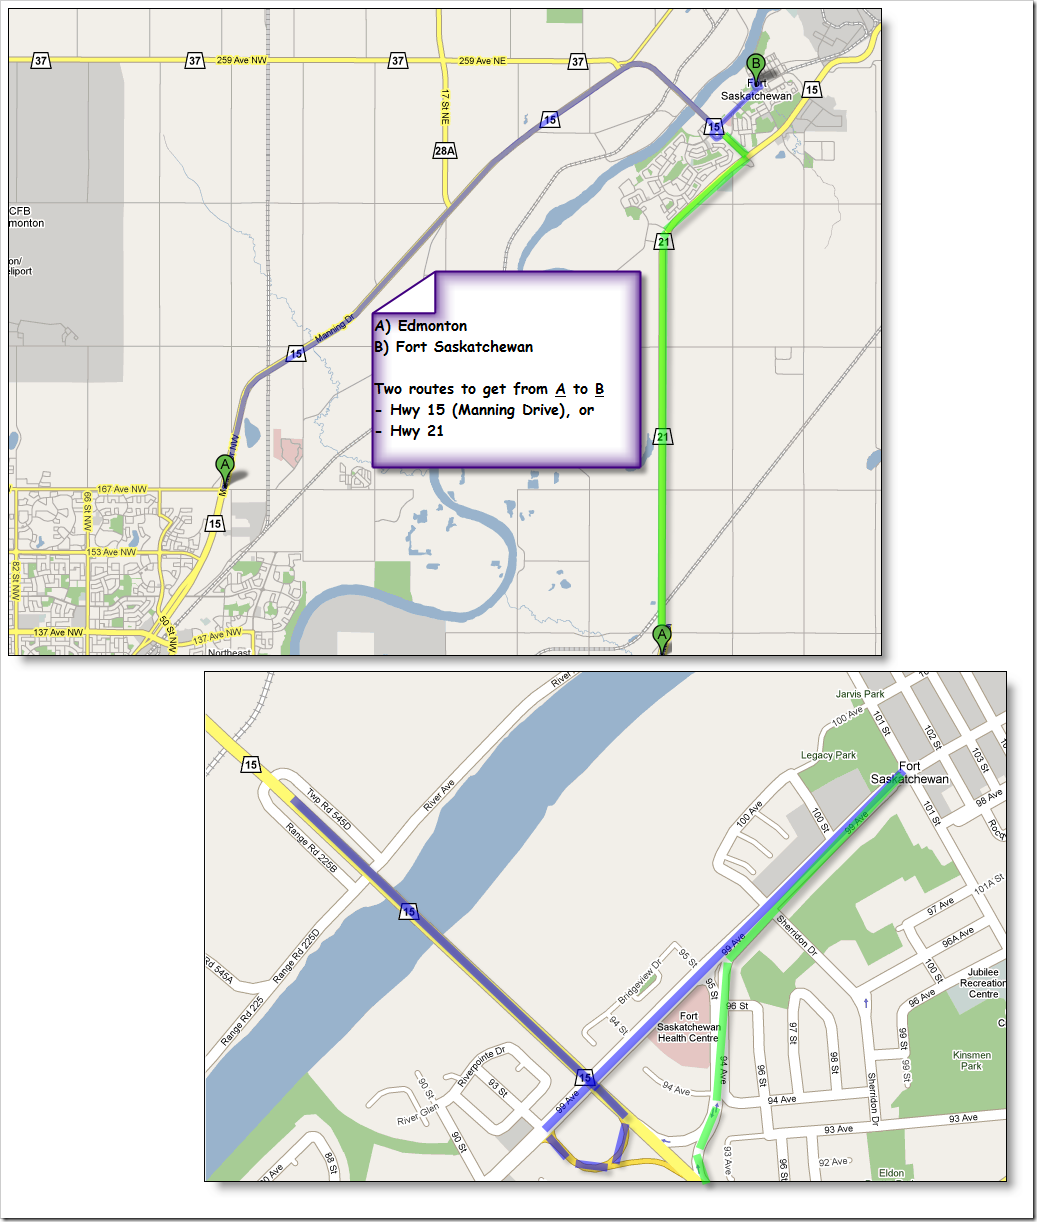 37
259 Ave NW
37
37
259 Ave NE
37
17 St NE
28A
15
15
B
Fort
Saskatchewan
15
CFB
monton
on/
eliport
21
A) Edmonton
B) Fort Saskatchewan
Two routes to get from A to B
- Hwy 15 (Manning Drive), or
- Hwy 21
Manning Dr
15
21
A
167 Ave NW
15
66 St NW
153 Ave NW
82 St NW
50 St NW
137 Ave NW
137 Ave NW
Northeast
A
15
Twp Rd 545D
Range Rd 225B
River Ave
River
Jarvis Park
100 Ave
101 St
102 St
103 St
Legacy Park
Fort
Saskatchewan
100 Ave
100 St
99 Ave
101 St
98 Ave
15
Range Rd 225D
Rd 545A
Range Rd 225
99 Ave
Sherridon Dr
101A St
97 Ave
96A Ave
100 St
96 Ave
Jubilee
Recreation
Centre
Bridgeview Dr
95 St
95 St
94 St
96 St
Fort
Saskatchewan
Health Centre
97 St
98 St
99 St
99 St
Kinsmen
Park
Riverpointe Dr
93 St
90 St
River Glen
90 St
15
99 Ave
94 Ave
94 Ave
96 St
94 Ave
Sherridon Dr
93 Ave
93 Ave
93 Ave
92 Ave
96 St
88 St
Eldon